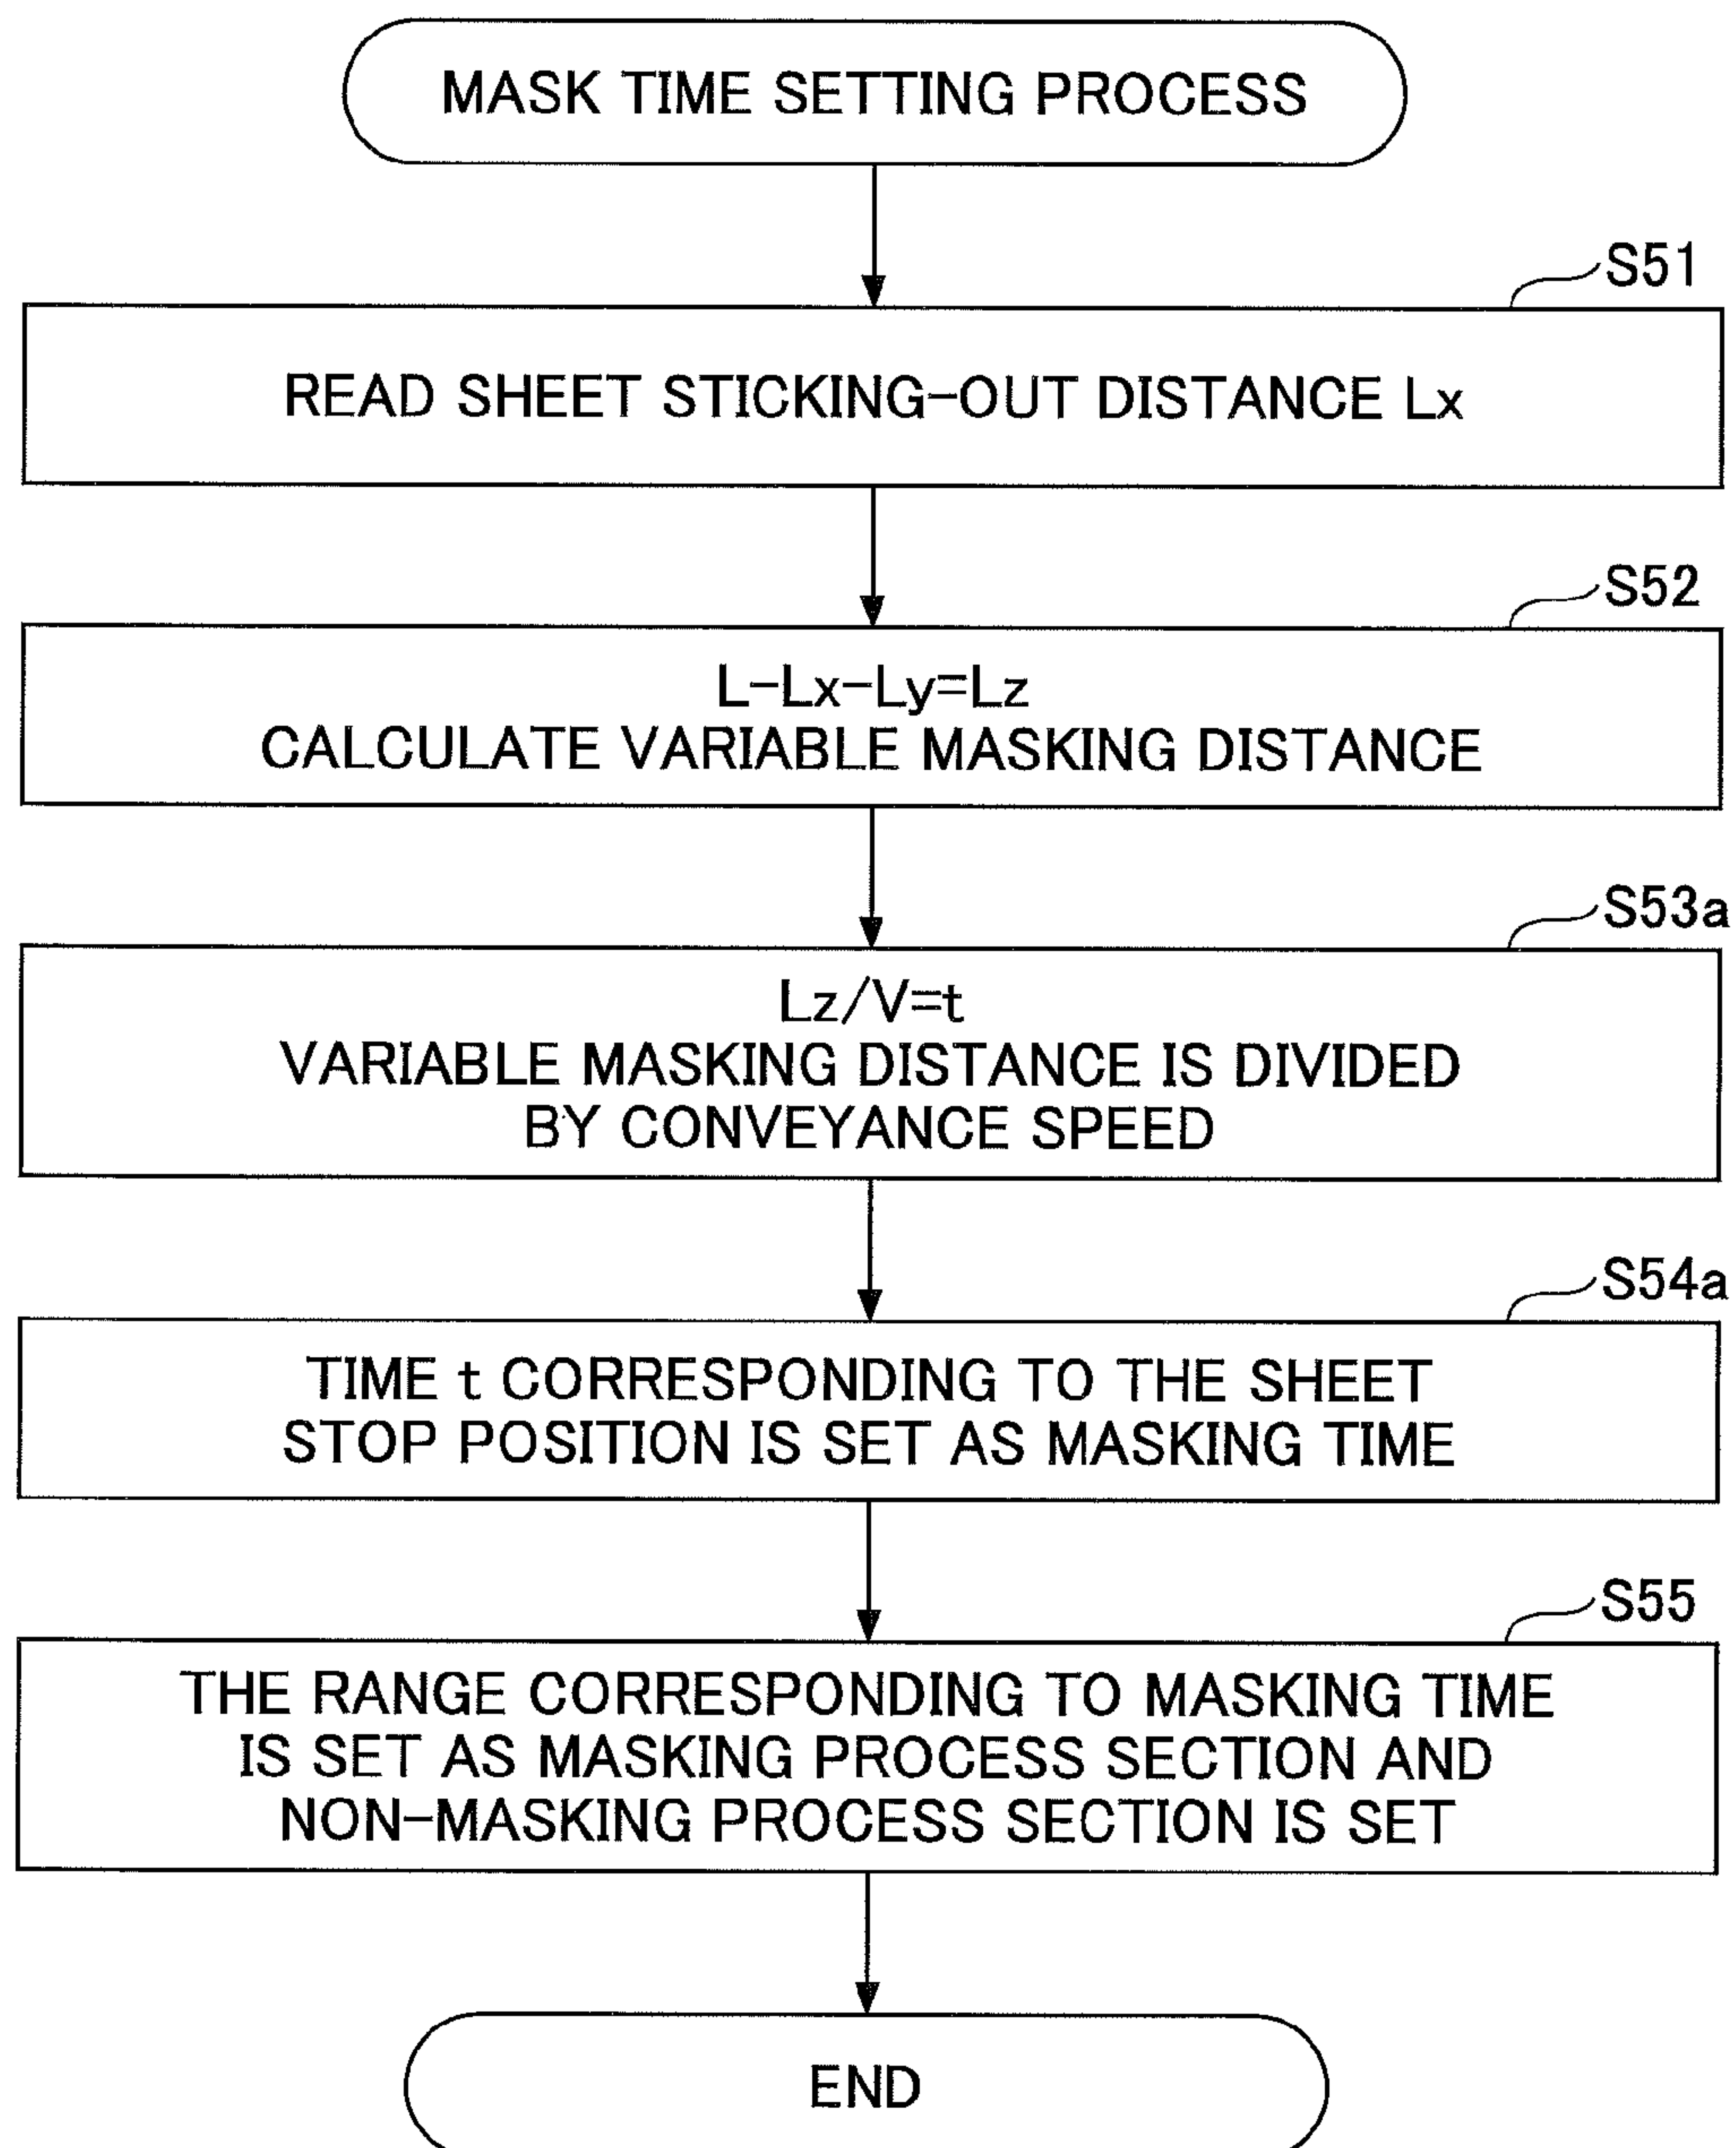 MASK TIME SETTING PROCESS
S51
READ SHEET STICKING-OUT DISTANCE Lx
S52
L-Lx-Ly=Lz
CALCULATE VARIABLE MASKING DISTANCE
S53a
Lz/V=t
VARIABLE MASKING DISTANCE IS DIVIDED
BY CONVEYANCE SPEED
S54a
TIME t CORRESPONDING TO THE SHEET
STOP POSITION IS SET AS MASKING TIME
S55
THE RANGE CORRESPONDING TO MASKING TIME
IS SET AS MASKING PROCESS SECTION AND
NON-MASKING PROCESS SECTION IS SET
END